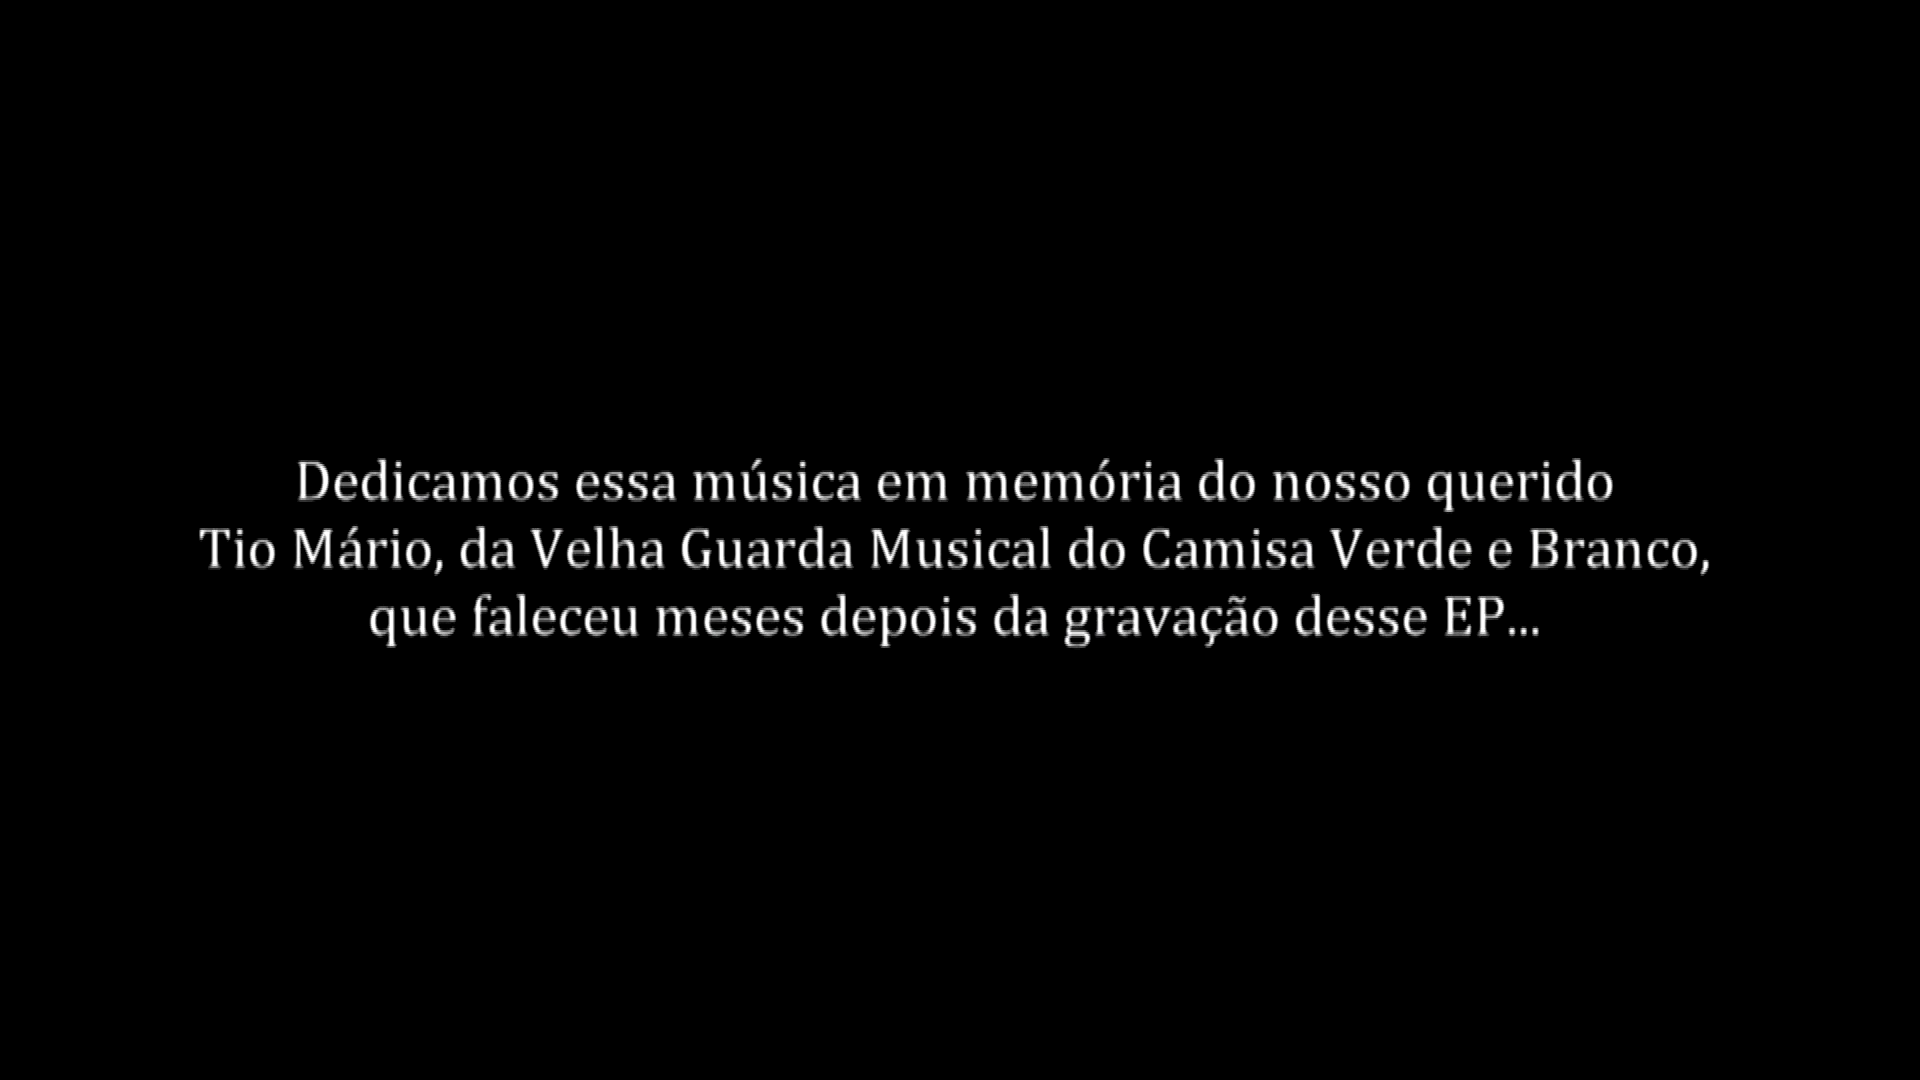 Dedicamos essa música em memória do nosso querido
Tio Mário, da Velha Guarda Musical do Camisa Verde e Branco,
que faleceu meses depois da gravação desse EP...